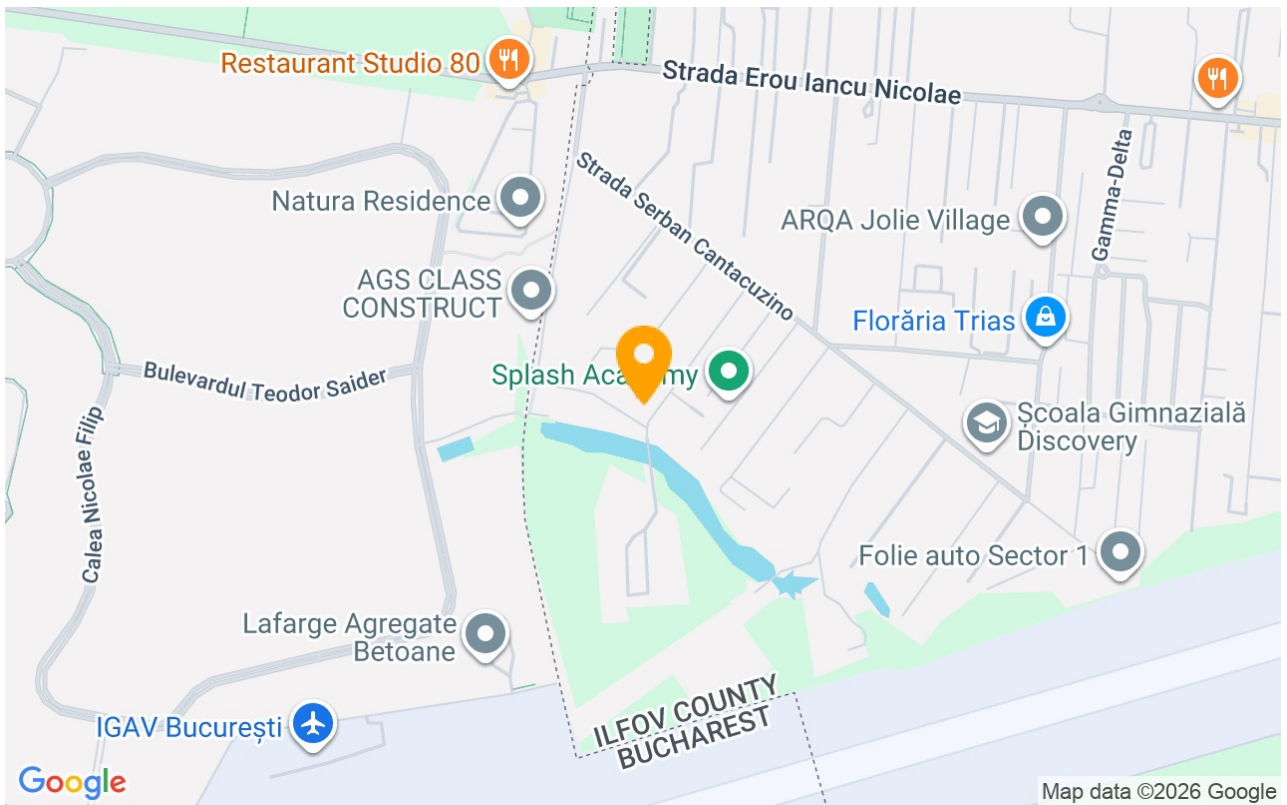 Restaurant Studio 80
Strada Erou Iancu Nicolae
Gamma-Delta
Natura Residence
Strada Serban Cantacuzino
ARQA Jolie Village
AGS CLASS
CONSTRUCT
Florăria Trias
Bulevardul Teodor Saider
Splash Academy
Școala Gimnazială
Discovery
Calea Nicolae Filip
Folie auto Sector 1
Lafarge Agregate
Betoane
ILFOV COUNTY
BUCHAREST
IGAV București
Google
Map data ©2026 Google